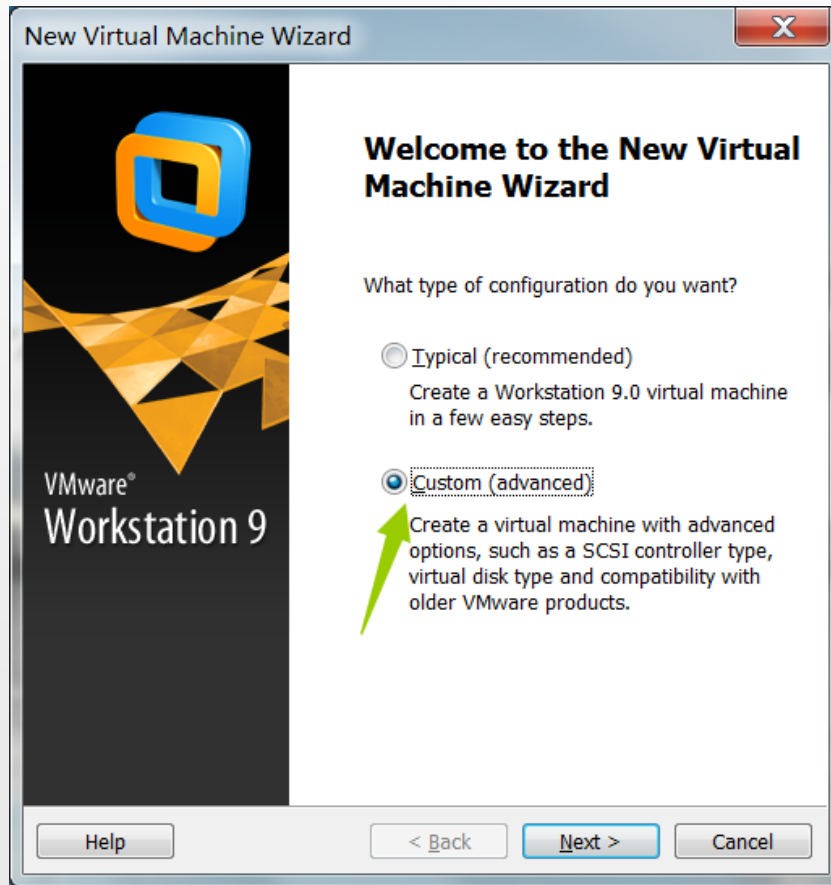 New Virtual Machine Wizard
Welcome to the New Virtual
Machine Wizard
What type of configuration do you want?
Typical (recommended)
Create a Workstation 9.0 virtual machine
in a few easy steps.
VMware®
Workstation 9
Custom (advanced)
Create a virtual machine with advanced
options, such as a SCSI controller type,
virtual disk type and compatibility with
older VMware products.
Help
< Back
Next >
Cancel